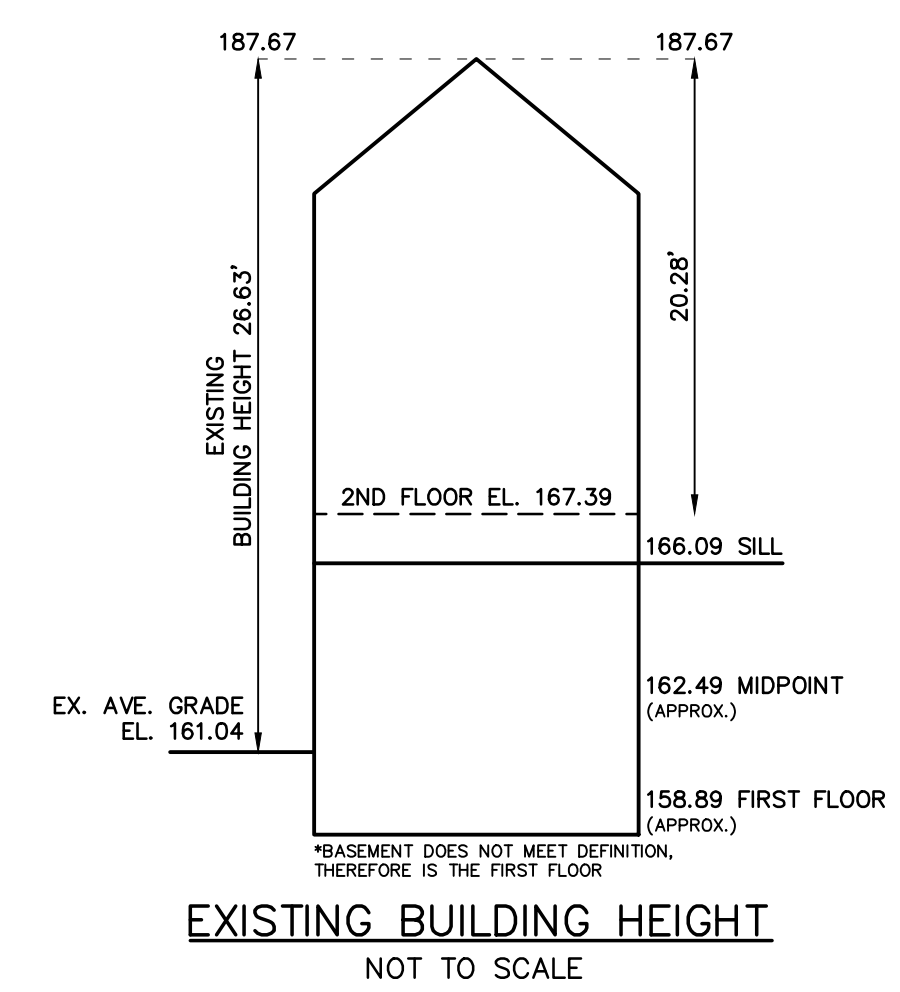 187.67
187.67
EXISTING
BUILDING HEIGHT 26.63'
20.28'
2ND FLOOR EL. 167.39
166.09 SILL
162.49 MIDPOINT
(APPROX.)
EX. AVE. GRADE
EL. 161.04
158.89 FIRST FLOOR
(APPROX.)
*BASEMENT DOES NOT MEET DEFINITION,
THEREFORE IS THE FIRST FLOOR
EXISTING BUILDING HEIGHT
NOT TO SCALE